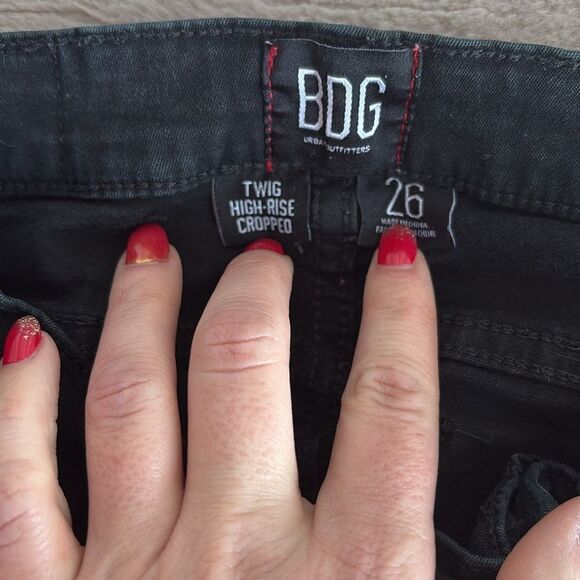 BDG
URBAN OUTFITTERS
TWIG
HIGH-RISE
CROPPED
26
MADE IN CHINA